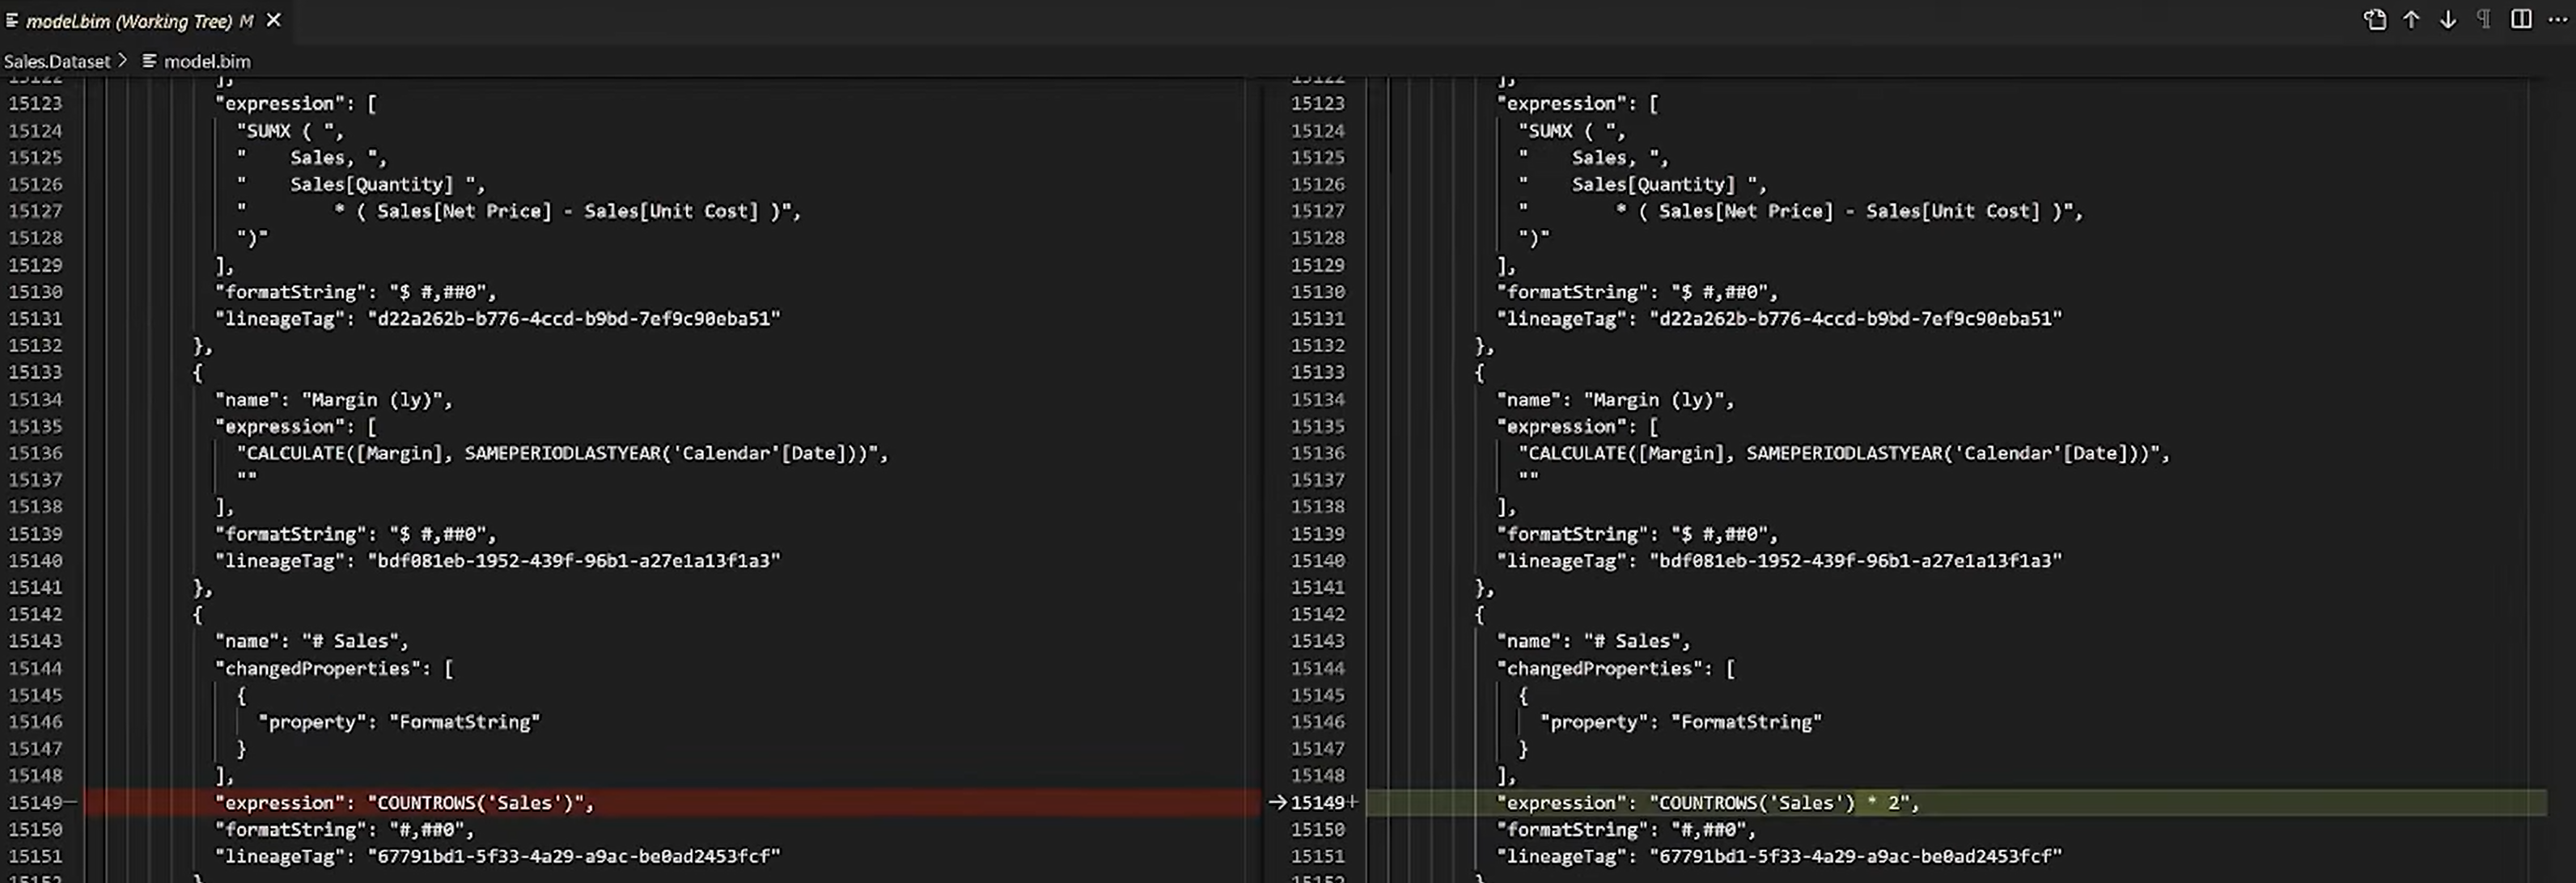 model.bim (Working Tree) M
Sales.Dataset > model.bim
15122 ],
15123 "expression": [
15124 "SUMX ( ",
15125 "    Sales, ",
15126 "    Sales[Quantity] ",
15127 "        * ( Sales[Net Price] - Sales[Unit Cost] )",
15128 ")"
15129 ],
15130 "formatString": "$ #,##0",
15131 "lineageTag": "d22a262b-b776-4ccd-b9bd-7ef9c90eba51"
15132 },
15133 {
15134 "name": "Margin (ly)",
15135 "expression": [
15136 "CALCULATE([Margin], SAMEPERIODLASTYEAR('Calendar'[Date]))",
15137 ""
15138 ],
15139 "formatString": "$ #,##0",
15140 "lineageTag": "bdf081eb-1952-439f-96b1-a27e1a13f1a3"
15141 },
15142 {
15143 "name": "# Sales",
15144 "changedProperties": [
15145 {
15146 "property": "FormatString"
15147 }
15148 ],
15149− "expression": "COUNTROWS('Sales')",
15150 "formatString": "#,##0",
15151 "lineageTag": "67791bd1-5f33-4a29-a9ac-be0ad2453fcf"
15152 }
15122 ],
15123 "expression": [
15124 "SUMX ( ",
15125 "    Sales, ",
15126 "    Sales[Quantity] ",
15127 "        * ( Sales[Net Price] - Sales[Unit Cost] )",
15128 ")"
15129 ],
15130 "formatString": "$ #,##0",
15131 "lineageTag": "d22a262b-b776-4ccd-b9bd-7ef9c90eba51"
15132 },
15133 {
15134 "name": "Margin (ly)",
15135 "expression": [
15136 "CALCULATE([Margin], SAMEPERIODLASTYEAR('Calendar'[Date]))",
15137 ""
15138 ],
15139 "formatString": "$ #,##0",
15140 "lineageTag": "bdf081eb-1952-439f-96b1-a27e1a13f1a3"
15141 },
15142 {
15143 "name": "# Sales",
15144 "changedProperties": [
15145 {
15146 "property": "FormatString"
15147 }
15148 ],
→15149+ "expression": "COUNTROWS('Sales') * 2",
15150 "formatString": "#,##0",
15151 "lineageTag": "67791bd1-5f33-4a29-a9ac-be0ad2453fcf"
15152 }